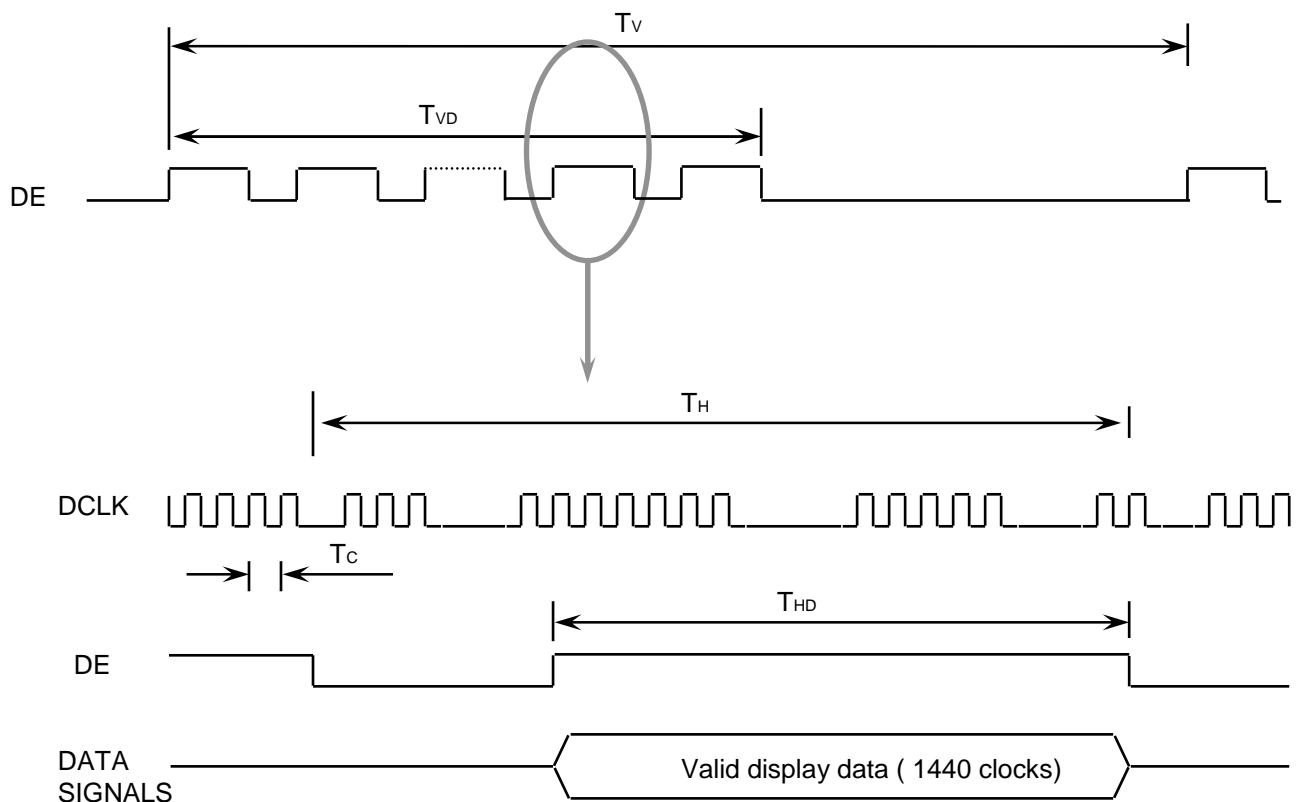 TV
TVD
DE
TH
DCLK
TC
THD
DE
DATA
SIGNALS
Valid display data ( 1440 clocks)